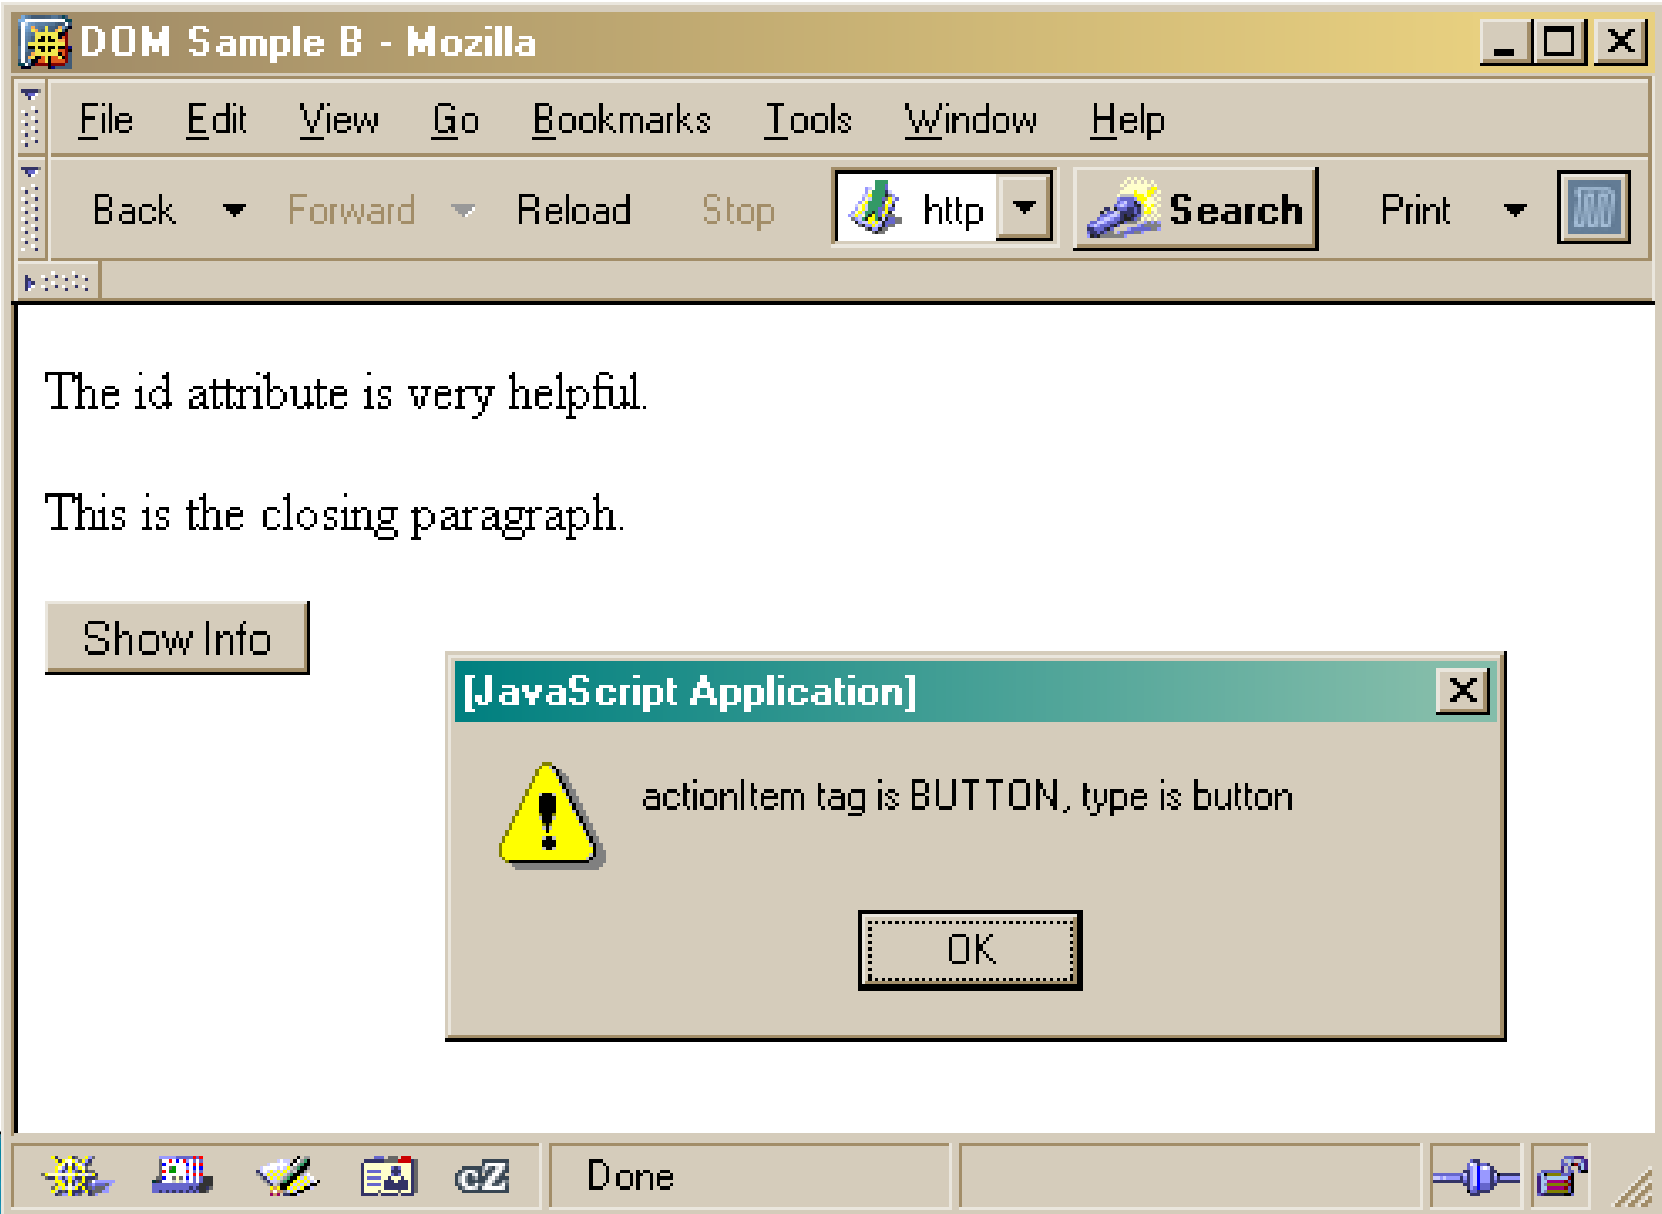 DOM Sample B - Mozilla
File Edit View Go Bookmarks Tools Window Help
Back Forward Reload Stop http Search Print
The id attribute is very helpful.
This is the closing paragraph.
Show Info
[JavaScript Application]
actionItem tag is BUTTON, type is button
OK
cZ Done